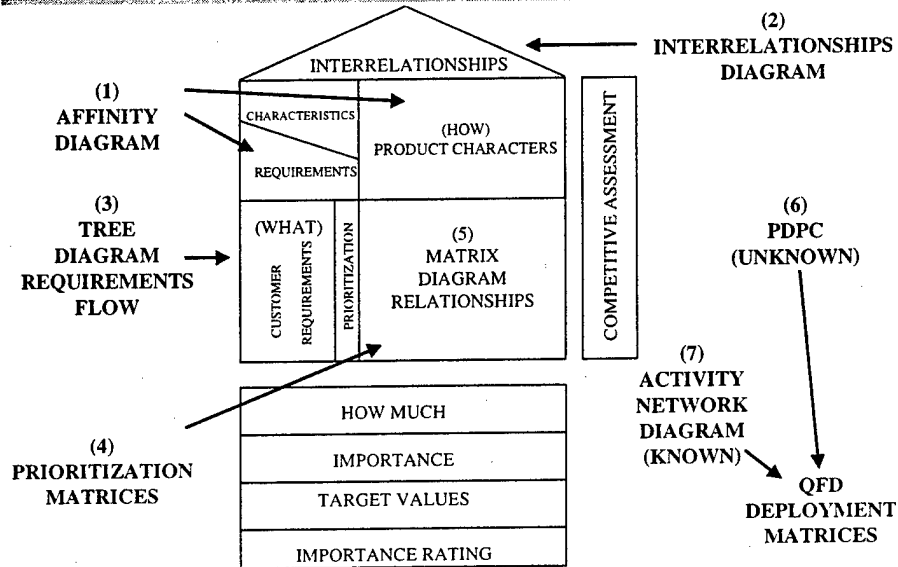 (2)
INTERRELATIONSHIPS
DIAGRAM
INTERRELATIONSHIPS
(1)
AFFINITY
DIAGRAM
CHARACTERISTICS
REQUIREMENTS
(HOW)
PRODUCT CHARACTERS
COMPETITIVE ASSESSMENT
(3)
TREE
DIAGRAM
REQUIREMENTS
FLOW
(WHAT)
CUSTOMER
REQUIREMENTS
PRIORITIZATION
(5)
MATRIX
DIAGRAM
RELATIONSHIPS
(6)
PDPC
(UNKNOWN)
(7)
ACTIVITY
NETWORK
DIAGRAM
(KNOWN)
(4)
PRIORITIZATION
MATRICES
HOW MUCH
IMPORTANCE
TARGET VALUES
IMPORTANCE RATING
QFD
DEPLOYMENT
MATRICES